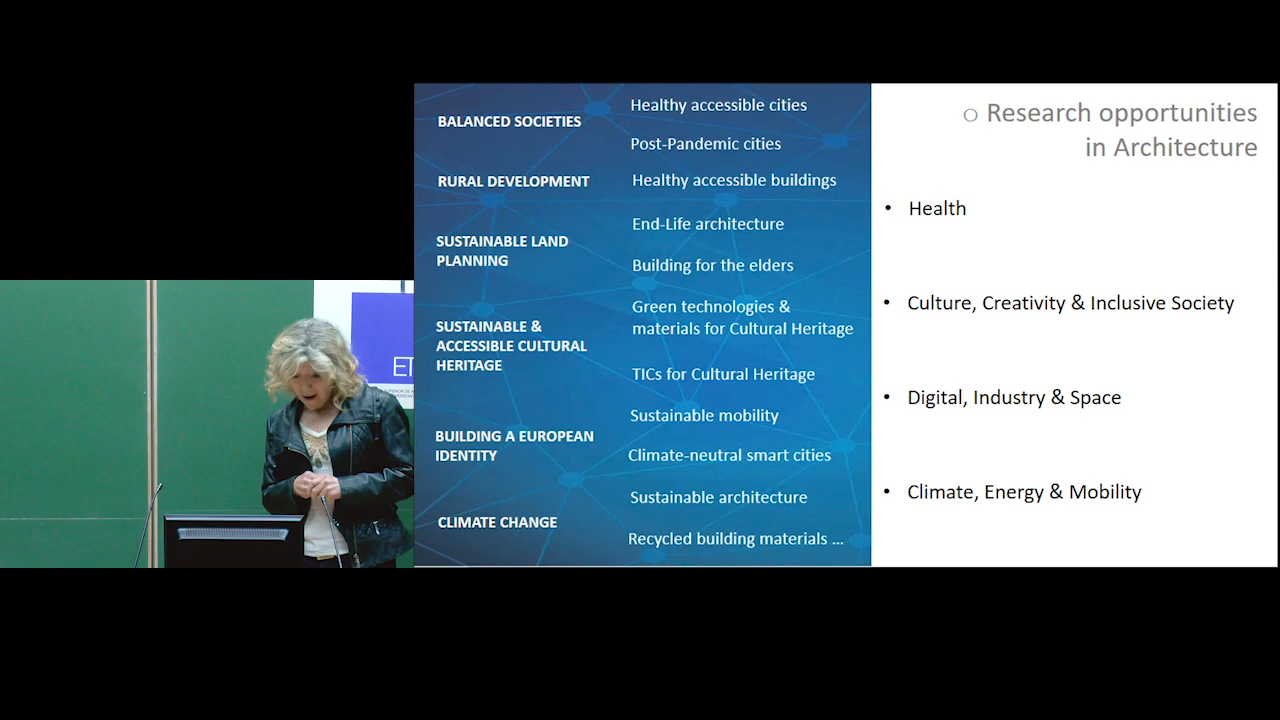 BALANCED SOCIETIES
RURAL DEVELOPMENT
SUSTAINABLE LAND
PLANNING
SUSTAINABLE &
ACCESSIBLE CULTURAL
HERITAGE
BUILDING A EUROPEAN
IDENTITY
CLIMATE CHANGE
Healthy accessible cities
Post-Pandemic cities
Healthy accessible buildings
End-Life architecture
Building for the elders
Green technologies &
materials for Cultural Heritage
TICs for Cultural Heritage
Sustainable mobility
Climate-neutral smart cities
Sustainable architecture
Recycled building materials ...
Research opportunities
in Architecture
• Health
• Culture, Creativity & Inclusive Society
• Digital, Industry & Space
• Climate, Energy & Mobility